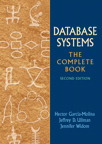 DATABASE
SYSTEMS
THE COMPLETE
BOOK
SECOND EDITION
Hector Garcia-Molina
Jeffrey D. Ullman
Jennifer Widom